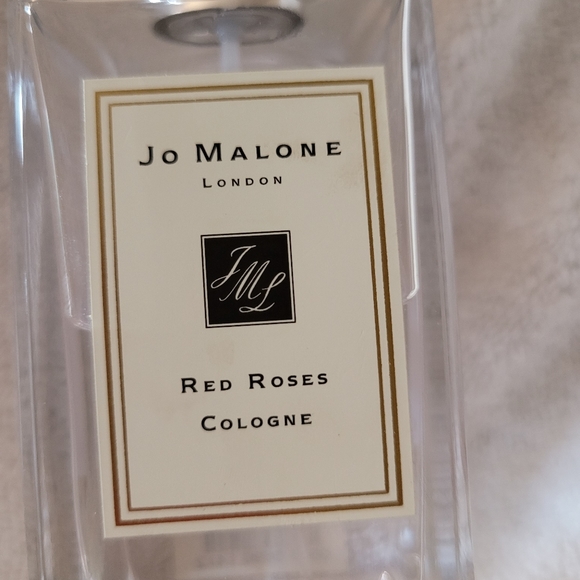 Jo Malone
London
JML
Red Roses
Cologne